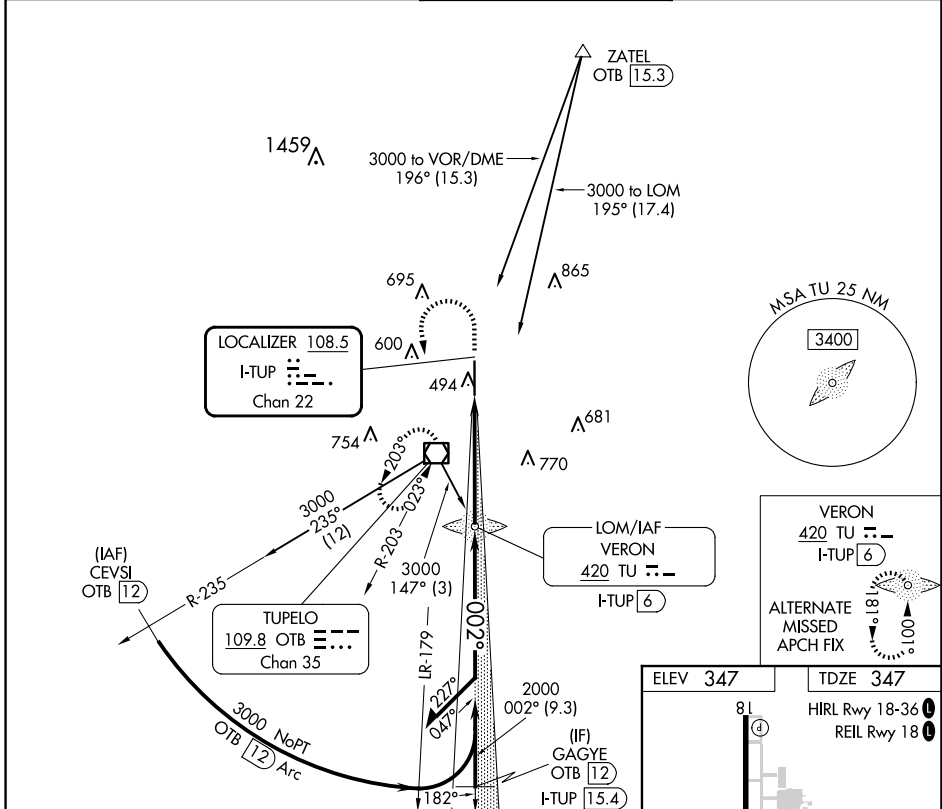 ZATEL
OTB 15.3
1459
3000 to VOR/DME
196° (15.3)
3000 to LOM
195° (17.4)
695
865
MSA TU 25 NM
3400
LOCALIZER 108.5
I-TUP
Chan 22
600
494
754
681
770
203°
023°
3000
235°
(12)
R-203
3000
147° (3)
LOM/IAF
VERON
420 TU
I-TUP 6
VERON
420 TU
I-TUP 6
ALTERNATE
MISSED
APCH FIX
181°
001°
(IAF)
CEVSI
OTB 12
R-235
TUPELO
109.8 OTB
Chan 35
LR-179
002°
227°
047°
2000
002° (9.3)
3000 NoPT
OTB 12 Arc
(IF)
GAGYE
OTB 12
I-TUP 15.4
182°
ELEV 347
TDZE 347
HIRL Rwy 18-36 L
REIL Rwy 18 L
18
P